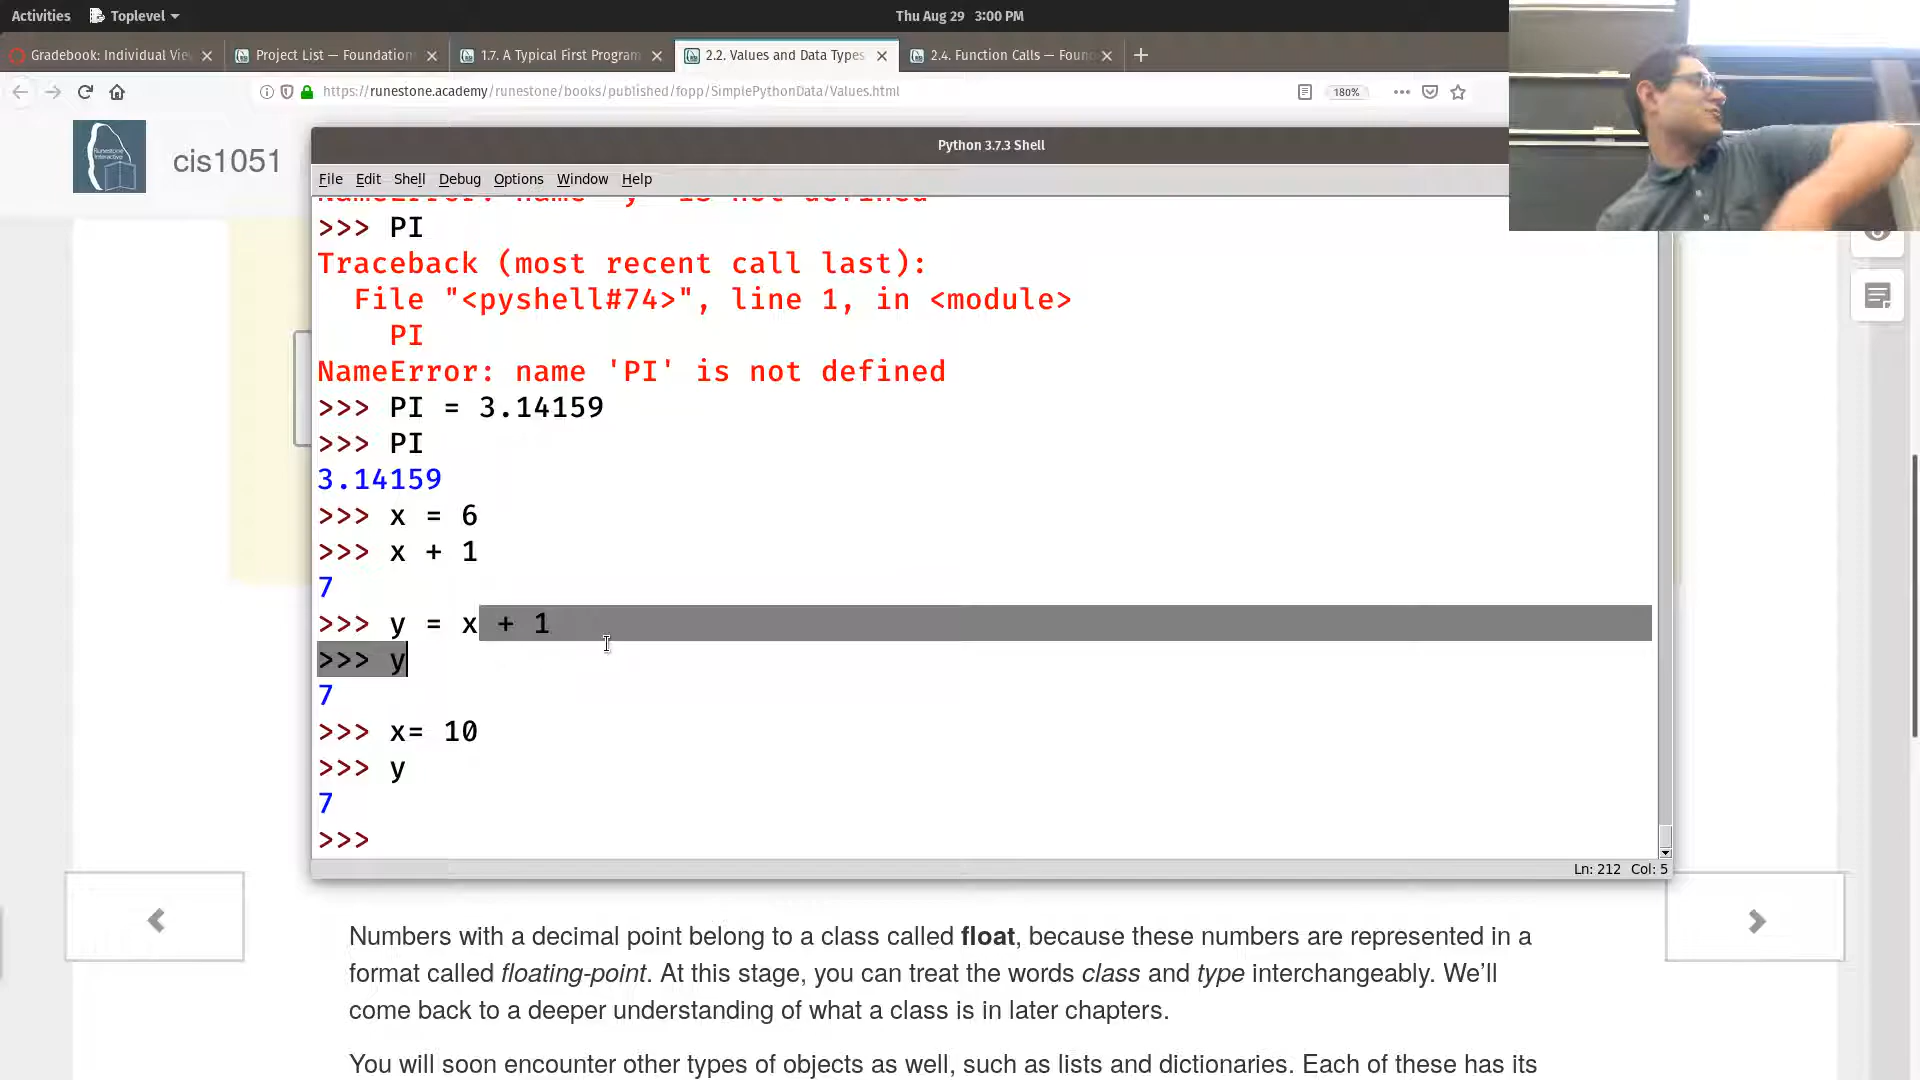 Activities Toplevel Thu Aug 29 3:00 PM
Gradebook: Individual Vie Project List — Foundation 1.7. A Typical First Program 2.2. Values and Data Types 2.4. Function Calls — Foun
https://runestone.academy/runestone/books/published/fopp/SimplePythonData/Values.html 180%
Runestone Interactive
cis1051
Python 3.7.3 Shell
File Edit Shell Debug Options Window Help
NameError: name 'y' is not defined
>>> PI
Traceback (most recent call last):
File "<pyshell#74>", line 1, in <module>
PI
NameError: name 'PI' is not defined
>>> PI = 3.14159
>>> PI
3.14159
>>> x = 6
>>> x + 1
7
>>> y = x + 1
>>> y
7
>>> x= 10
>>> y
7
>>>
Ln: 212 Col: 5
Numbers with a decimal point belong to a class called float, because these numbers are represented in a
format called floating-point. At this stage, you can treat the words class and type interchangeably. We’ll
come back to a deeper understanding of what a class is in later chapters.
You will soon encounter other types of objects as well, such as lists and dictionaries. Each of these has its